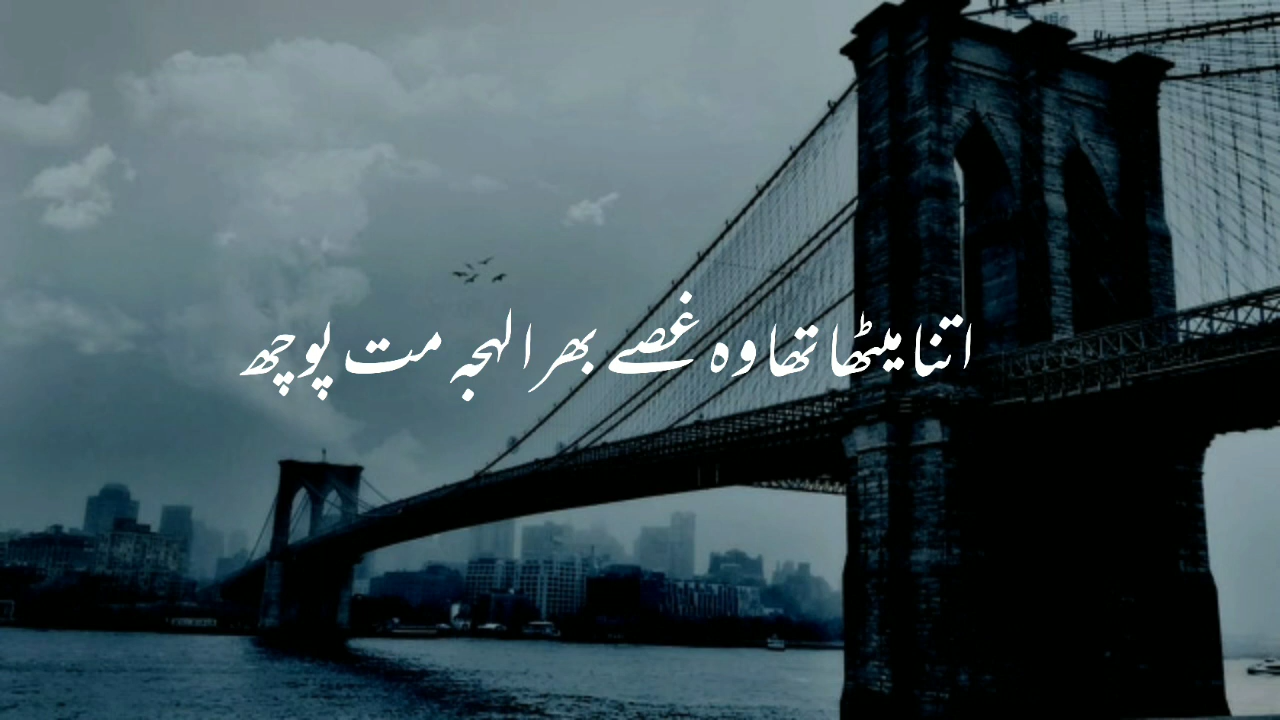 اتنا میٹھا تھا وہ غصے بھرا لہجہ مت پوچھ